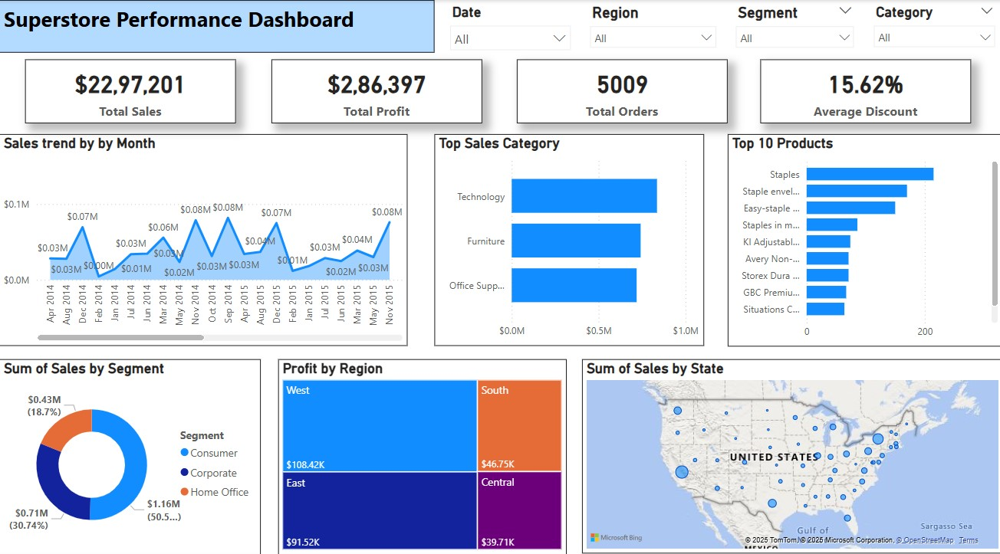 Superstore Performance Dashboard
Date
All
Region
All
Segment
All
Category
All
$22,97,201
Total Sales
$2,86,397
Total Profit
5009
Total Orders
15.62%
Average Discount
Sales trend by by Month
$0.1M
$0.0M
$0.03M
$0.03M
$0.07M
$0.00M
$0.01M
$0.03M
$0.03M
$0.06M
$0.02M
$0.08M
$0.03M
$0.08M
$0.03M
$0.04M
$0.07M
$0.01M
$0.03M
$0.02M
$0.04M
$0.03M
$0.08M
Apr 2014
Aug 2014
Dec 2014
Feb 2014
Jan 2014
Jul 2014
Jun 2014
Mar 2014
May 2014
Nov 2014
Oct 2014
Sep 2014
Apr 2015
Aug 2015
Dec 2015
Feb 2015
Jan 2015
Jul 2015
Jun 2015
Mar 2015
May 2015
Nov 2015
Top Sales Category
Technology
Furniture
Office Supp...
$0.0M
$0.5M
$1.0M
Top 10 Products
Staples
Staple envel...
Easy-staple ...
Staples in m...
KI Adjustabl...
Avery Non-...
Storex Dura ...
GBC Premiu...
Situations C...
0
200
Sum of Sales by Segment
$0.43M
(18.7%)
$0.71M
(30.74%)
$1.16M
(50.5...)
Segment
Consumer
Corporate
Home Office
Profit by Region
West
$108.42K
South
$46.75K
East
$91.52K
Central
$39.71K
Sum of Sales by State
UNITED STATES
Gulf of
MEXICO
Sargasso Sea
Microsoft Bing
© 2025 TomTom, © 2025 Microsoft Corporation, © OpenStreetMap Terms